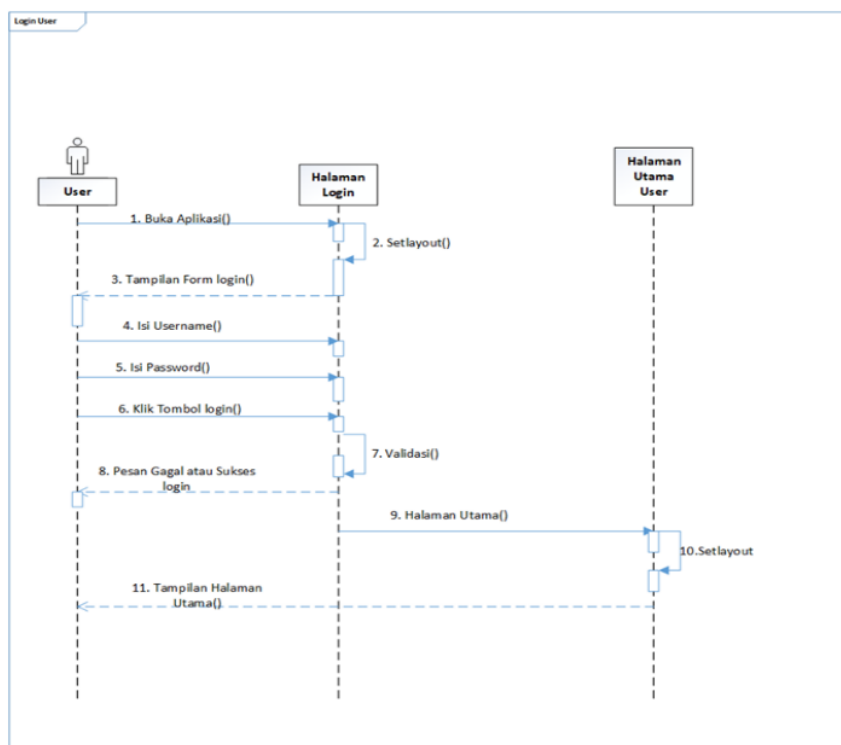 Login User
User
Halaman
Login
Halaman
Utama
User
1. Buka Aplikasi()
2. Setlayout()
3. Tampilan Form login()
4. Isi Username()
5. Isi Password()
6. Klik Tombol login()
7. Validasi()
8. Pesan Gagal atau Sukses
login
9. Halaman Utama()
10.Setlayout
11. Tampilan Halaman
Utama()